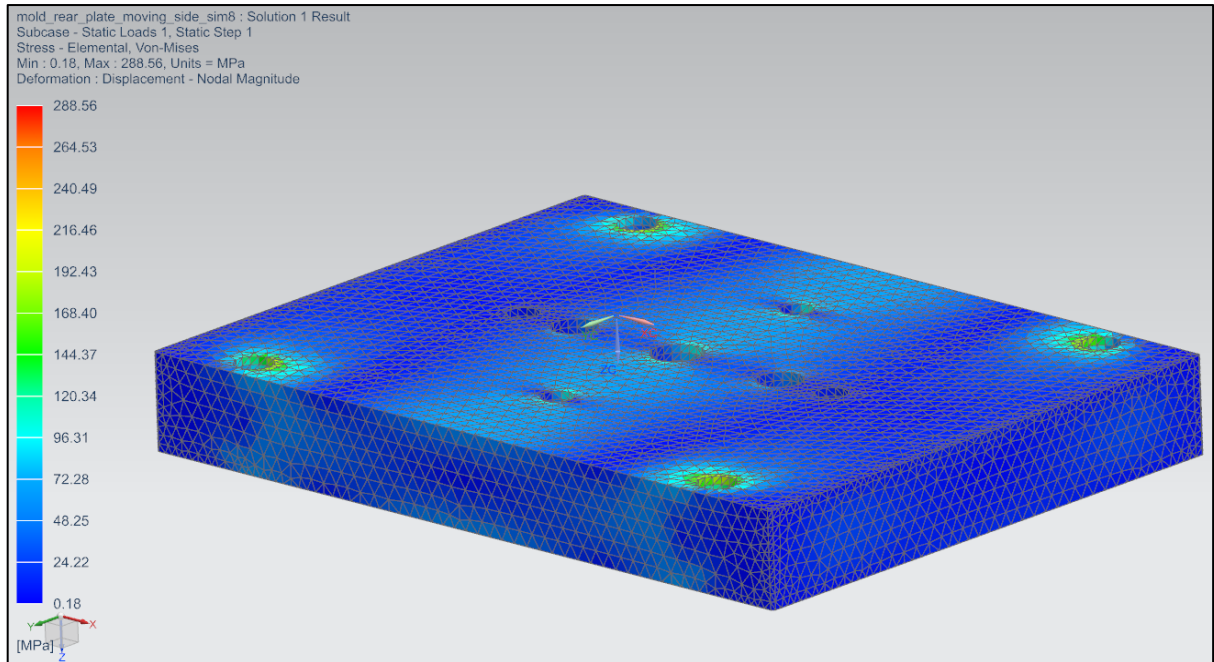 mold_rear_plate_moving_side_sim8 : Solution 1 Result
Subcase - Static Loads 1, Static Step 1
Stress - Elemental, Von-Mises
Min : 0.18, Max : 288.56, Units = MPa
Deformation : Displacement - Nodal Magnitude
288.56
264.53
240.49
216.46
192.43
168.40
144.37
120.34
96.31
72.28
48.25
24.22
0.18
[MPa]
ZC
Y
X
Z